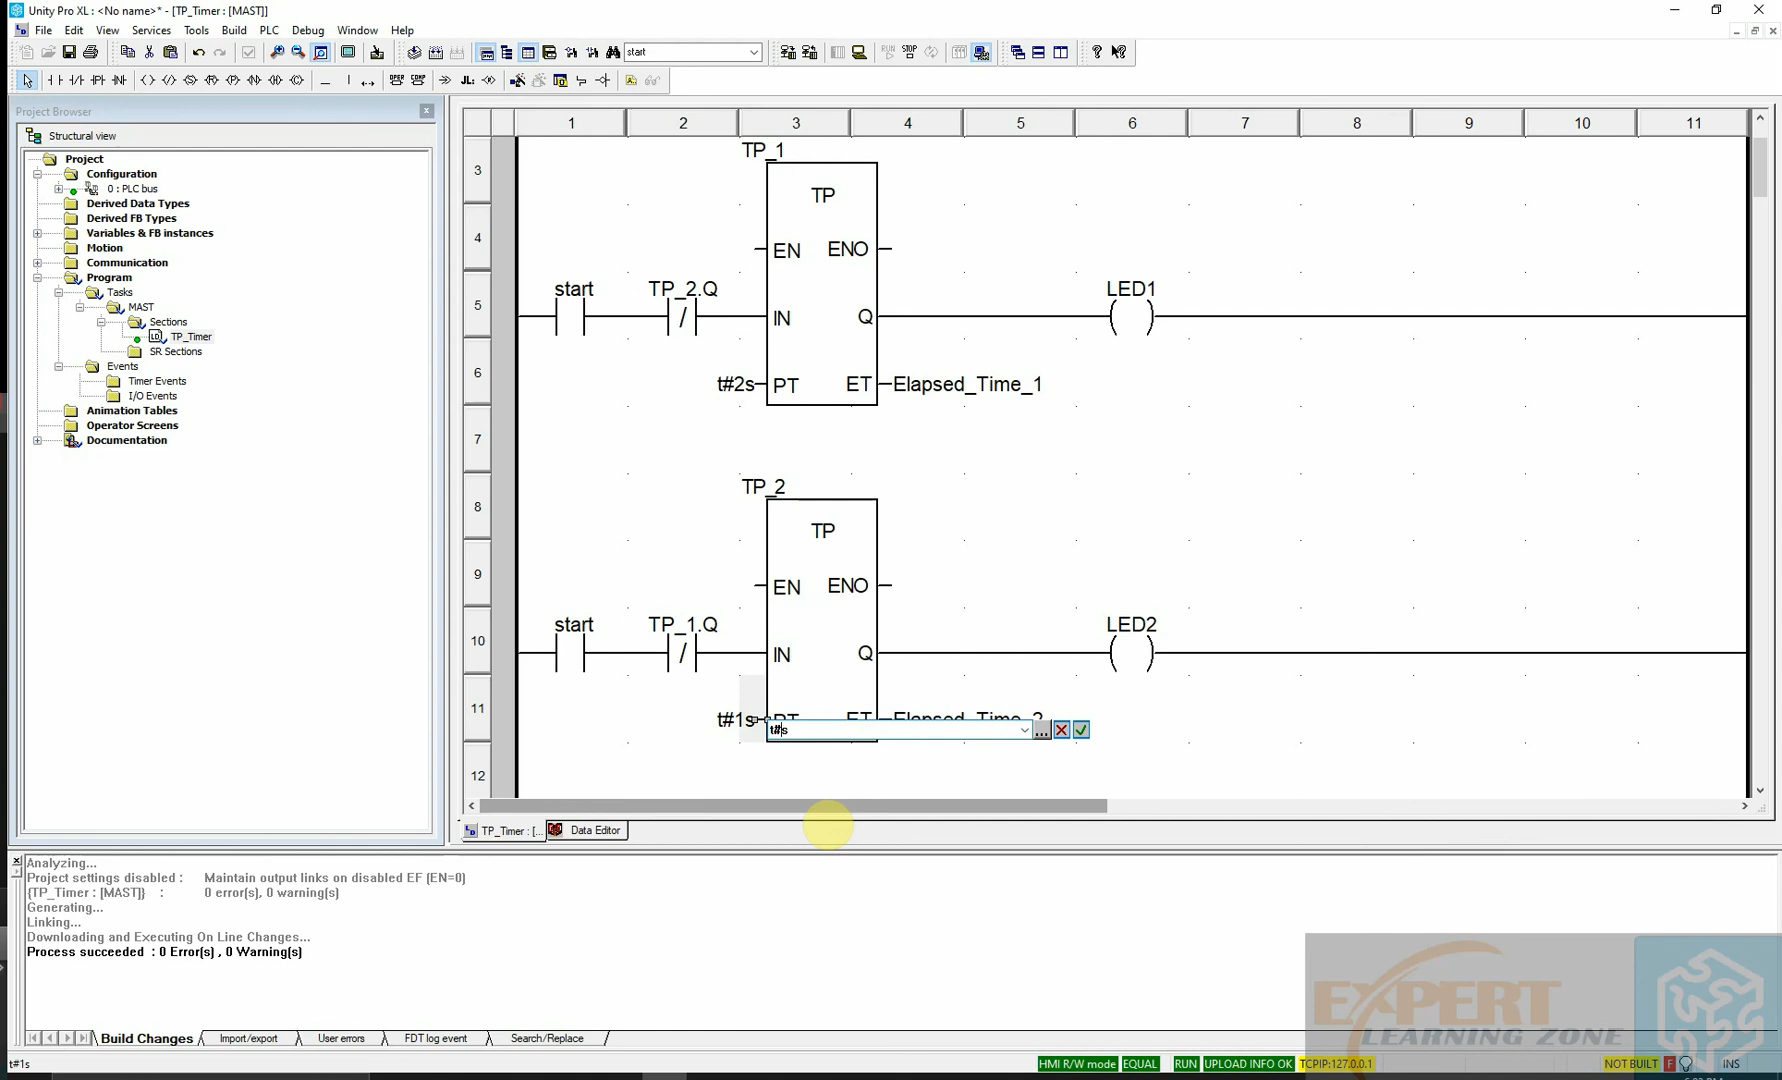 Unity Pro XL : <No name>* - [TP_Timer : [MAST]]
File Edit View Services Tools Build PLC Debug Window Help
start
Project Browser
Structural view
Project
Configuration
0 : PLC bus
Derived Data Types
Derived FB Types
Variables & FB instances
Motion
Communication
Program
Tasks
MAST
Sections
TP_Timer
SR Sections
Events
Timer Events
I/O Events
Animation Tables
Operator Screens
Documentation
1 2 3 4 5 6 7 8 9 10 11
3
4
5
6
7
8
9
10
11
12
TP_1
TP
EN ENO
start TP_2.Q IN Q LED1
t#2s PT ET Elapsed_Time_1
TP_2
TP
EN ENO
start TP_1.Q IN Q LED2
t#1s PT ET Elapsed_Time_2
t#s
TP_Timer : [... Data Editor
Analyzing...
Project settings disabled : Maintain output links on disabled EF (EN=0)
{TP_Timer : [MAST]} : 0 error(s), 0 warning(s)
Generating...
Linking...
Downloading and Executing On Line Changes...
Process succeeded : 0 Error(s) , 0 Warning(s)
EXPERT
LEARNING ZONE
Build Changes Import/export User errors FDT log event Search/Replace
t#1s HMI R/W mode EQUAL RUN UPLOAD INFO OK TCPIP:127.0.0.1 NOT BUILT F INS